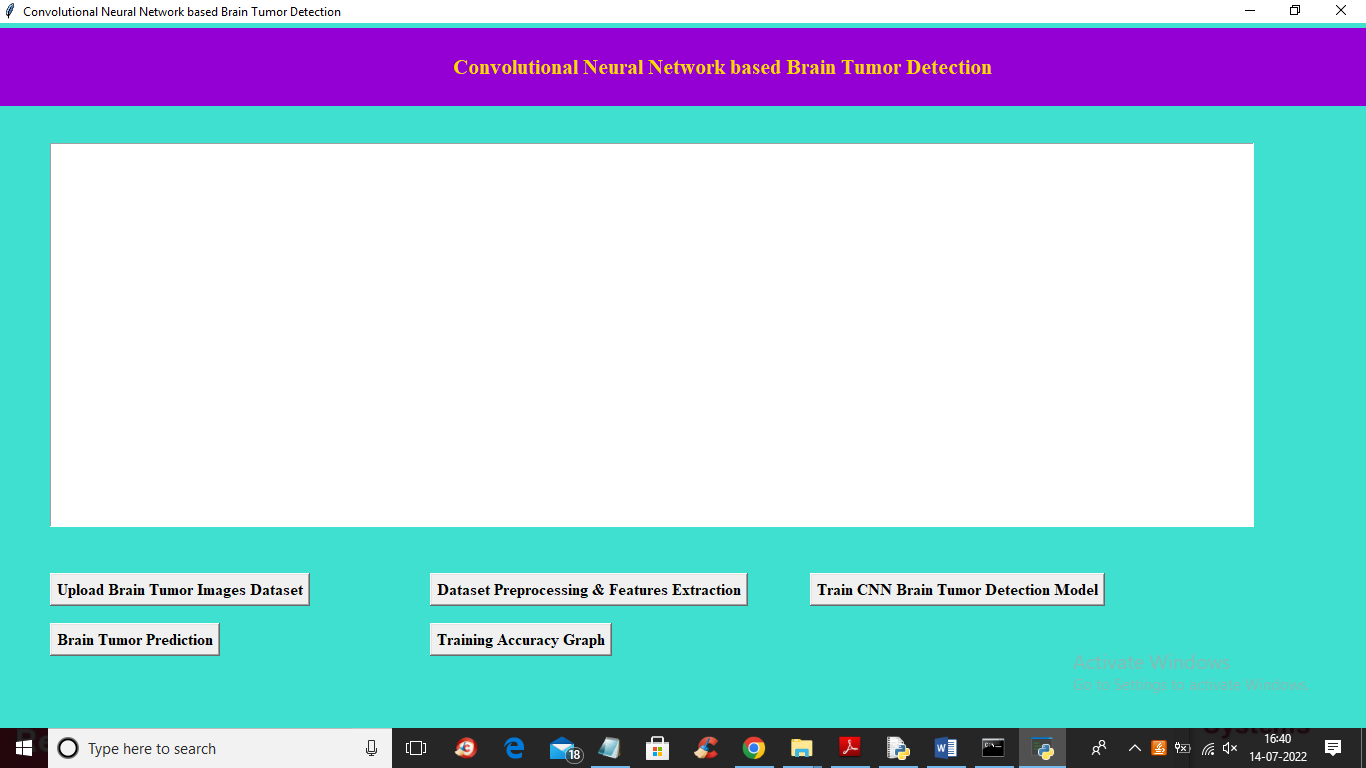 Convolutional Neural Network based Brain Tumor Detection
Convolutional Neural Network based Brain Tumor Detection
Upload Brain Tumor Images Dataset
Dataset Preprocessing & Features Extraction
Train CNN Brain Tumor Detection Model
Brain Tumor Prediction
Training Accuracy Graph
Activate Windows
Go to Settings to activate Windows.
Type here to search
18
16:40
14-07-2022